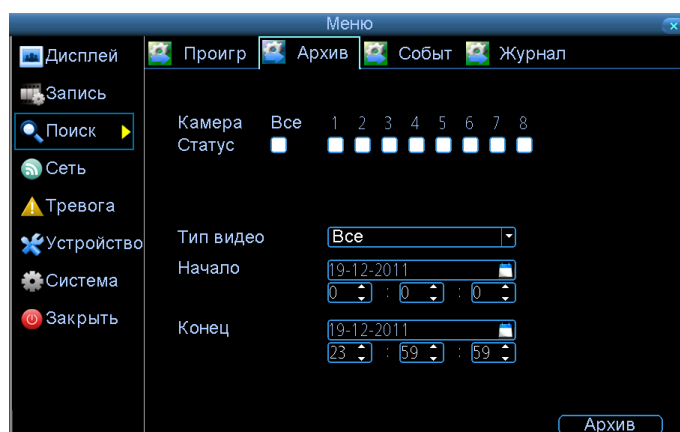 Меню
Дисплей
Запись
Поиск
Сеть
Тревога
Устройство
Система
Закрыть
Проигр Архив Событ Журнал
Камера Все 1 2 3 4 5 6 7 8
Статус
Тип видео Все
Начало 19-12-2011
0 : 0 : 0
Конец 19-12-2011
23 : 59 : 59
Архив